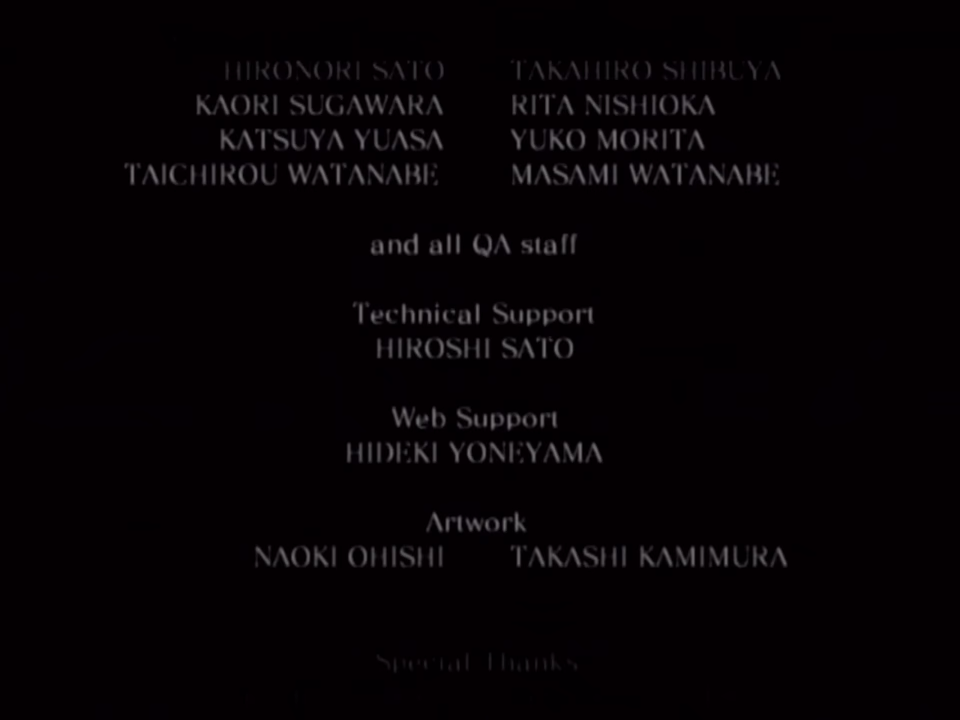 HIRONORI SATO TAKAHIRO SHIBUYA
KAORI SUGAWARA RITA NISHIOKA
KATSUYA YUASA YUKO MORITA
TAICHIROU WATANABE MASAMI WATANABE
and all QA staff
Technical Support
HIROSHI SATO
Web Support
HIDEKI YONEYAMA
Artwork
NAOKI OHISHI TAKASHI KAMIMURA
Special Thanks